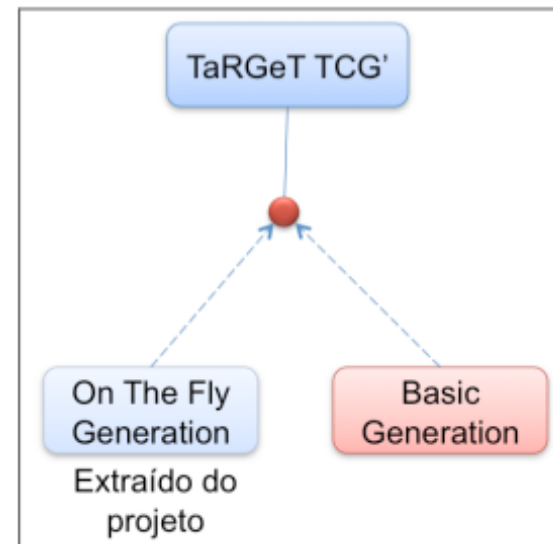 TaRGeT TCG’
On The Fly
Generation
Basic
Generation
Extraído do
projeto